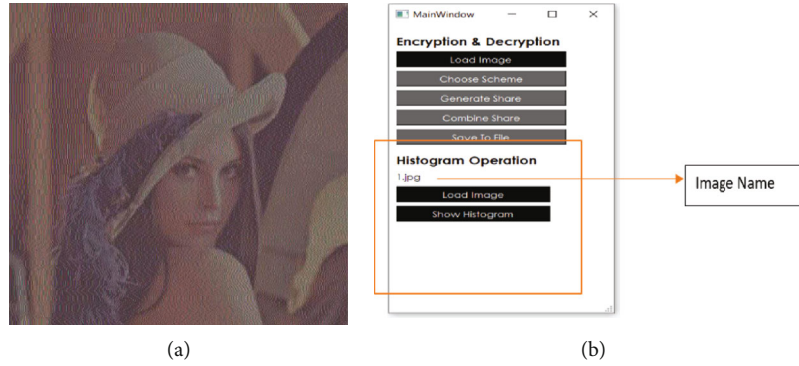 MainWindow
Encryption & Decryption
Load Image
Choose Scheme
Generate Share
Combine Share
Save To File
Histogram Operation
1.jpg
Load Image
Show Histogram
Image Name
(a)
(b)